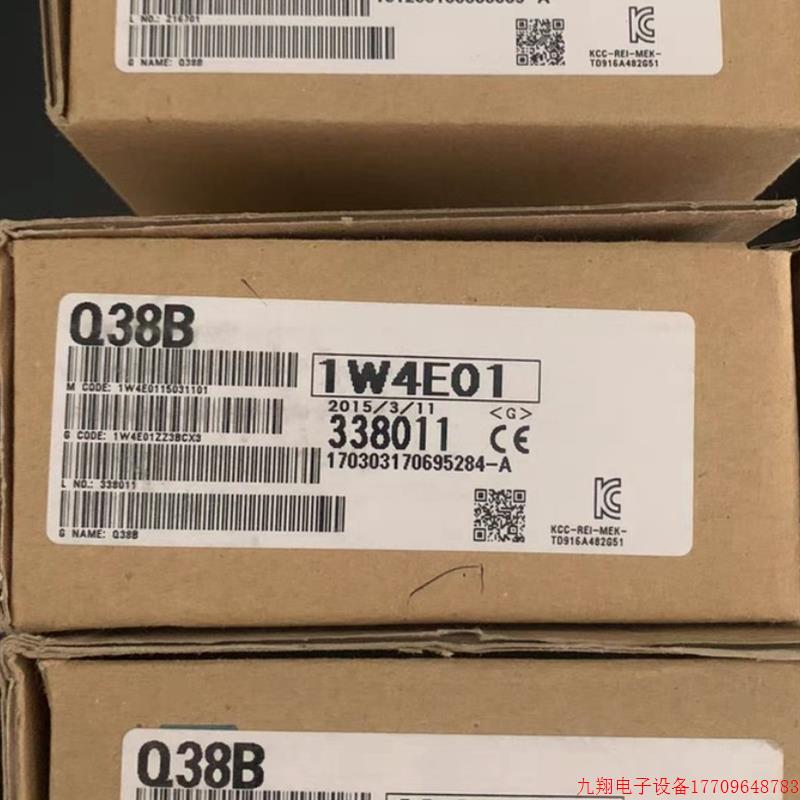 L NO.: 216701
G NAME: Q38B
KCC-REI-MEK-
TD916A482G51
Q38B
M CODE: 1W4E0115031101
1W4E01
2015/3/11
<G>
G CODE: 1W4E01ZZ3BCX3
338011 CE
170303170695284-A
L NO.: 338011
G NAME: Q38B
KCC-REI-MEK-
TD916A482G51
Q38B
九翔电子设备17709648783